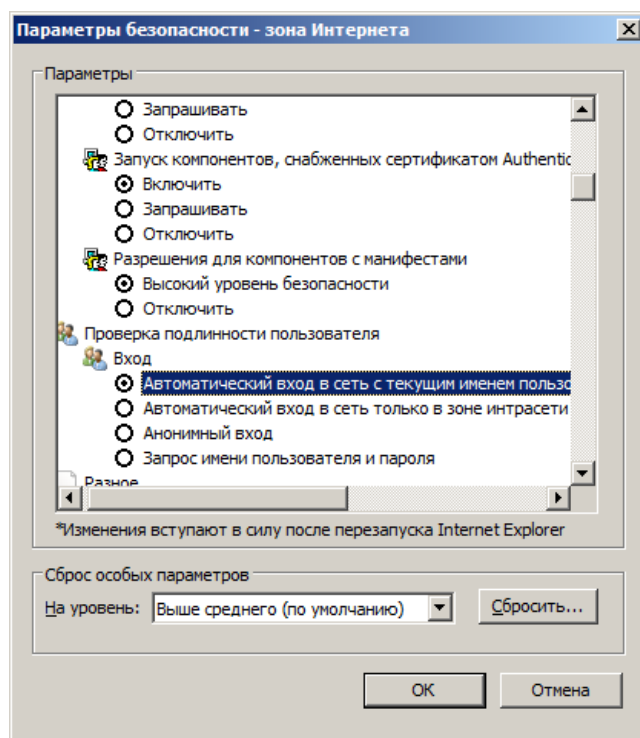 Параметры безопасности - зона Интернета
Параметры
Запрашивать
Отключить
Запуск компонентов, снабженных сертификатом Authentic
Включить
Запрашивать
Отключить
Разрешения для компонентов с манифестами
Высокий уровень безопасности
Отключить
Проверка подлинности пользователя
Вход
Автоматический вход в сеть с текущим именем пользо
Автоматический вход в сеть только в зоне интрасети
Анонимный вход
Запрос имени пользователя и пароля
Разное
*Изменения вступают в силу после перезапуска Internet Explorer
Сброс особых параметров
На уровень: Выше среднего (по умолчанию) Сбросить...
ОК Отмена